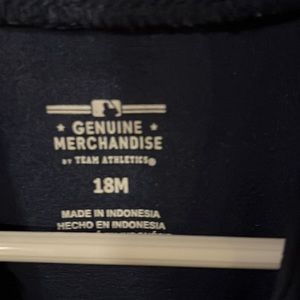 ★ GENUINE ★
MERCHANDISE
BY TEAM ATHLETICS®
18M
MADE IN INDONESIA
HECHO EN INDONESIA